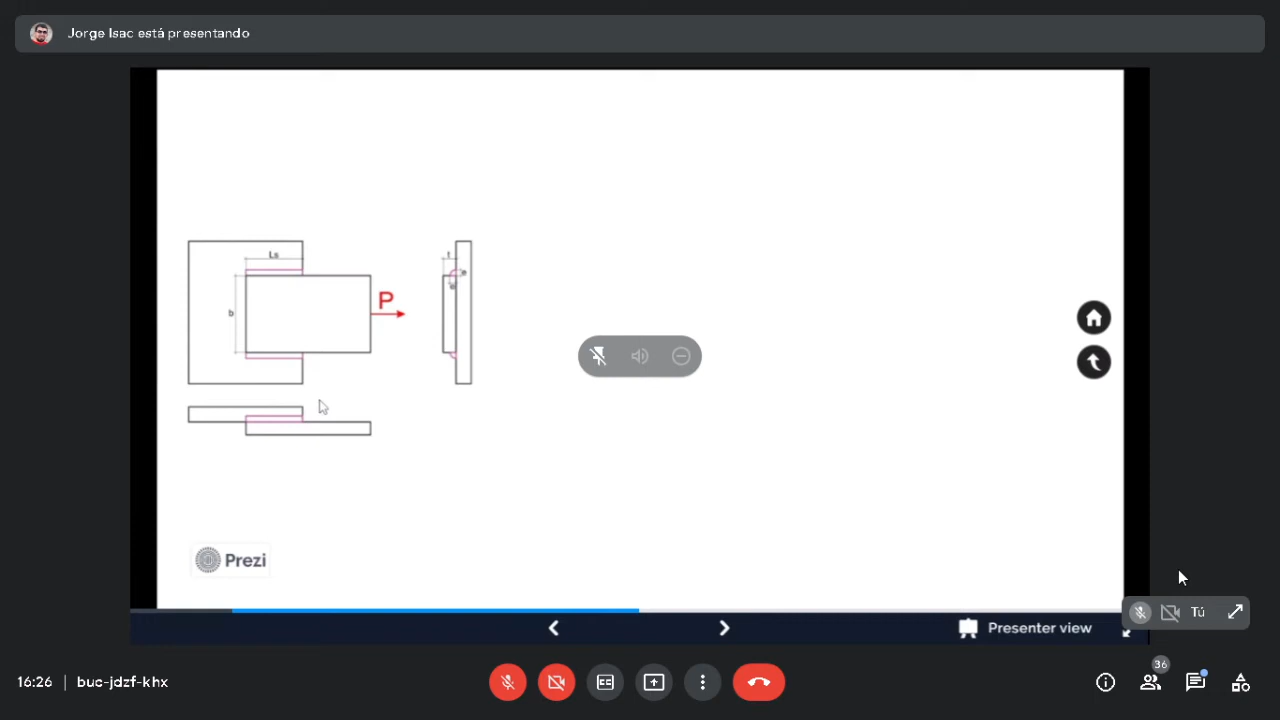 Jorge Isac está presentando
Ls
t
e
e
b
P
Prezi
Presenter view
Tú
16:26 | buc-jdzf-khx
36